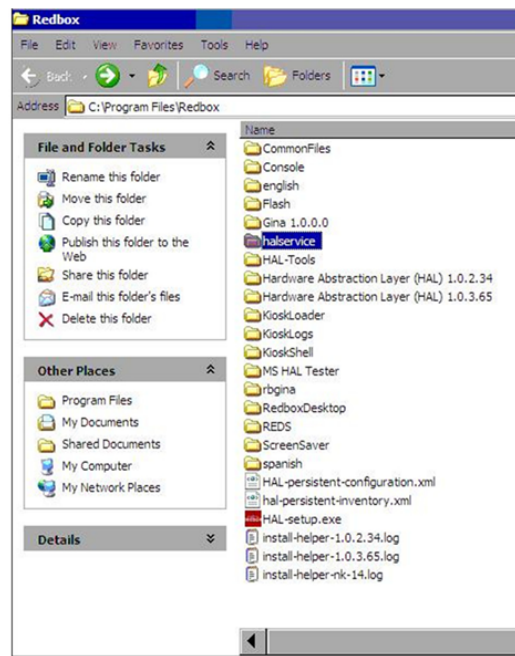 Redbox
File Edit View Favorites Tools Help
Back Search Folders
Address C:\Program Files\Redbox
File and Folder Tasks
Rename this folder
Move this folder
Copy this folder
Publish this folder to the
Web
Share this folder
E-mail this folder's files
Delete this folder
Other Places
Program Files
My Documents
Shared Documents
My Computer
My Network Places
Details
Name
CommonFiles
Console
english
Flash
Gina 1.0.0.0
halservice
HAL-Tools
Hardware Abstraction Layer (HAL) 1.0.2.34
Hardware Abstraction Layer (HAL) 1.0.3.65
KioskLoader
KioskLogs
KioskShell
MS HAL Tester
rbgina
RedboxDesktop
REDS
ScreenSaver
spanish
HAL-persistent-configuration.xml
hal-persistent-inventory.xml
HAL-setup.exe
install-helper-1.0.2.34.log
install-helper-1.0.3.65.log
install-helper-nk-14.log